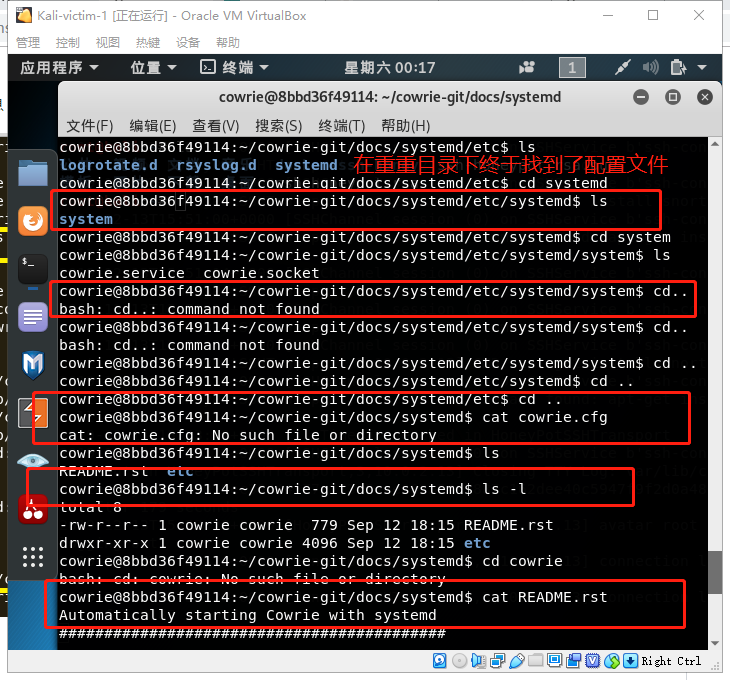 Kali-victim-1 [正在运行] - Oracle VM VirtualBox
管理 控制 视图 热键 设备 帮助
应用程序 位置 终端 星期六 00:17 1
cowrie@8bbd36f49114: ~/cowrie-git/docs/systemd
文件(F) 编辑(E) 查看(V) 搜索(S) 终端(T) 帮助(H)
cowrie@8bbd36f49114:~/cowrie-git/docs/systemd/etc$ ls
logrotate.d rsyslog.d systemd 在重重目录下终于找到了配置文件
cowrie@8bbd36f49114:~/cowrie-git/docs/systemd/etc$ cd systemd
cowrie@8bbd36f49114:~/cowrie-git/docs/systemd/etc/systemd$ ls
system
cowrie@8bbd36f49114:~/cowrie-git/docs/systemd/etc/systemd$ cd system
cowrie@8bbd36f49114:~/cowrie-git/docs/systemd/etc/systemd/system$ ls
cowrie.service cowrie.socket
cowrie@8bbd36f49114:~/cowrie-git/docs/systemd/etc/systemd/system$ cd..
bash: cd..: command not found
cowrie@8bbd36f49114:~/cowrie-git/docs/systemd/etc/systemd/system$ cd..
bash: cd..: command not found
cowrie@8bbd36f49114:~/cowrie-git/docs/systemd/etc/systemd/system$ cd ..
cowrie@8bbd36f49114:~/cowrie-git/docs/systemd/etc/systemd$ cd ..
cowrie@8bbd36f49114:~/cowrie-git/docs/systemd/etc$ cd ..
cowrie@8bbd36f49114:~/cowrie-git/docs/systemd$ cat cowrie.cfg
cat: cowrie.cfg: No such file or directory
cowrie@8bbd36f49114:~/cowrie-git/docs/systemd$ ls
README.rst etc
cowrie@8bbd36f49114:~/cowrie-git/docs/systemd$ ls -l
total 8
-rw-r--r-- 1 cowrie cowrie 779 Sep 12 18:15 README.rst
drwxr-xr-x 1 cowrie cowrie 4096 Sep 12 18:15 etc
cowrie@8bbd36f49114:~/cowrie-git/docs/systemd$ cd cowrie
bash: cd: cowrie: No such file or directory
cowrie@8bbd36f49114:~/cowrie-git/docs/systemd$ cat README.rst
Automatically starting Cowrie with systemd
###########################################
Right Ctrl